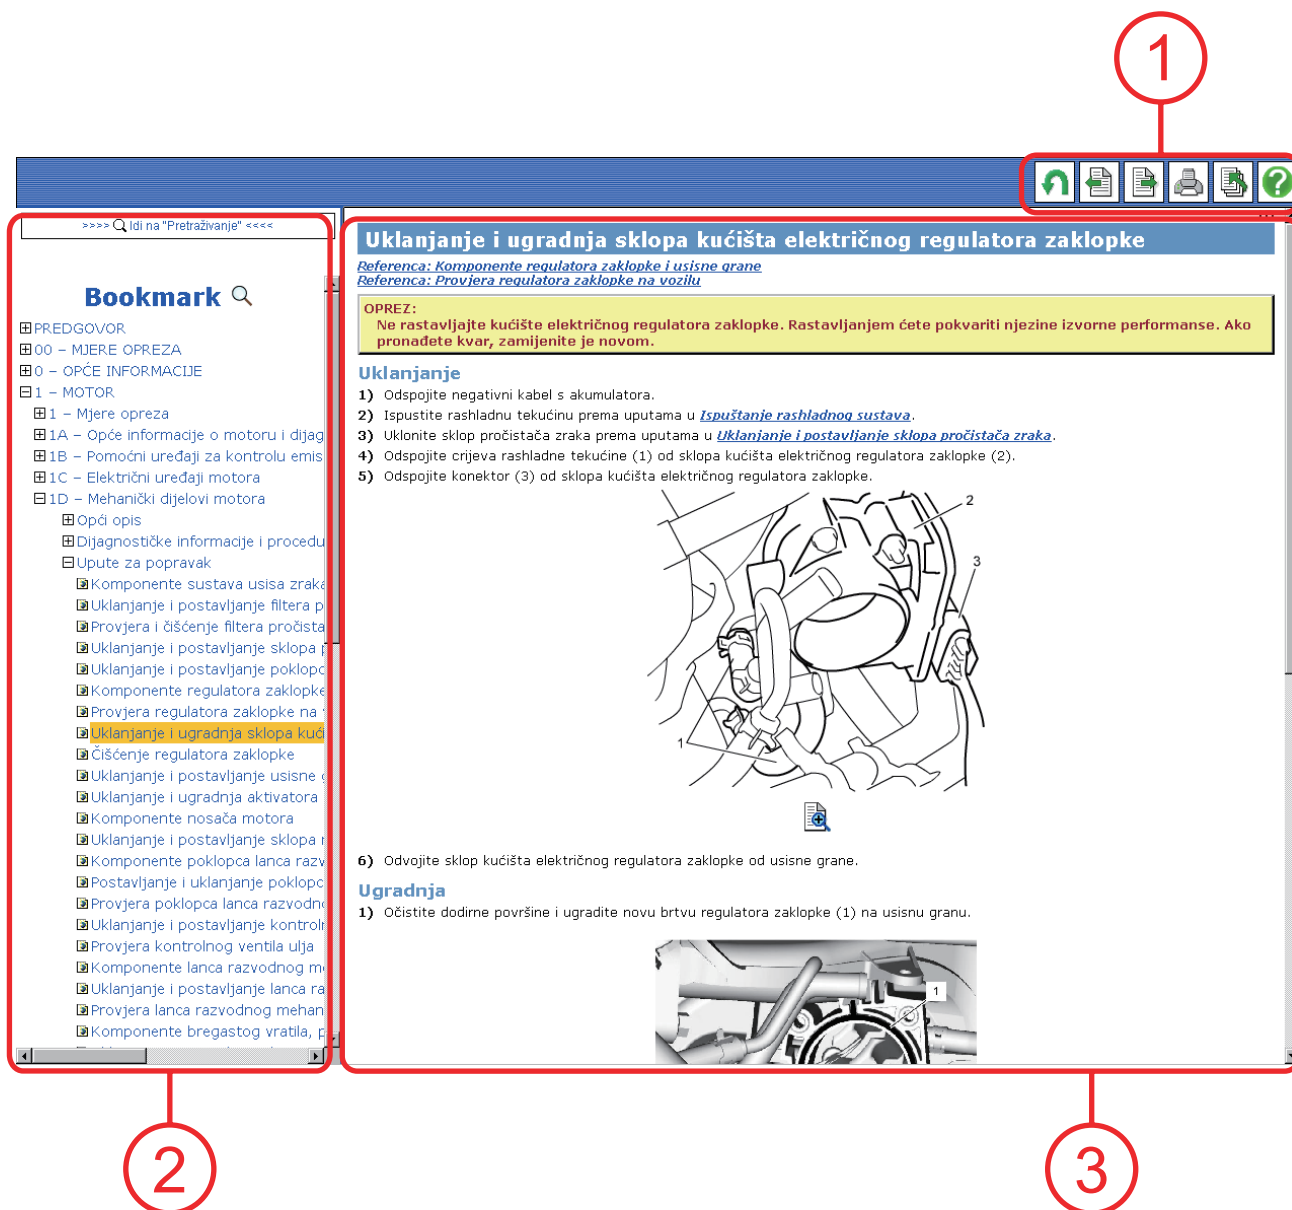 1
>>>> Idi na "Pretraživanje" <<<<
Bookmark
PREDGOVOR
00 – MJERE OPREZA
0 – OPĆE INFORMACIJE
1 – MOTOR
1 – Mjere opreza
1A – Opće informacije o motoru i dijag
1B – Pomoćni uređaji za kontrolu emis
1C – Električni uređaji motora
1D – Mehanički dijelovi motora
Opći opis
Dijagnostičke informacije i procedu
Upute za popravak
Komponente sustava usisa zraka
Uklanjanje i postavljanje filtera p
Provjera i čišćenje filtera pročista
Uklanjanje i postavljanje sklopa p
Uklanjanje i postavljanje poklopc
Komponente regulatora zaklopke
Provjera regulatora zaklopke na
Uklanjanje i ugradnja sklopa kući
Čišćenje regulatora zaklopke
Uklanjanje i postavljanje usisne g
Uklanjanje i ugradnja aktivatora
Komponente nosača motora
Uklanjanje i postavljanje sklopa
Komponente poklopca lanca razv
Postavljanje i uklanjanje poklopc
Provjera poklopca lanca razvodn
Uklanjanje i postavljanje kontrol
Provjera kontrolnog ventila ulja
Komponente lanca razvodnog m
Uklanjanje i postavljanje lanca ra
Provjera lanca razvodnog mehan
Komponente bregastog vratila, p
2
Uklanjanje i ugradnja sklopa kućišta električnog regulatora zaklopke
Referenca: Komponente regulatora zaklopke i usisne grane
Referenca: Provjera regulatora zaklopke na vozilu
OPREZ:
Ne rastavljajte kućište električnog regulatora zaklopke. Rastavljanjem ćete pokvariti njezine izvorne performanse. Ako
pronađete kvar, zamijenite je novom.
Uklanjanje
1) Odspojite negativni kabel s akumulatora.
2) Ispustite rashladnu tekućinu prema uputama u Ispuštanje rashladnog sustava.
3) Uklonite sklop pročistača zraka prema uputama u Uklanjanje i postavljanje sklopa pročistača zraka.
4) Odspojite crijeva rashladne tekućine (1) od sklopa kućišta električnog regulatora zaklopke (2).
5) Odspojite konektor (3) od sklopa kućišta električnog regulatora zaklopke.
2
3
1
6) Odvojite sklop kućišta električnog regulatora zaklopke od usisne grane.
Ugradnja
1) Očistite dodirne površine i ugradite novu brtvu regulatora zaklopke (1) na usisnu granu.
1
3